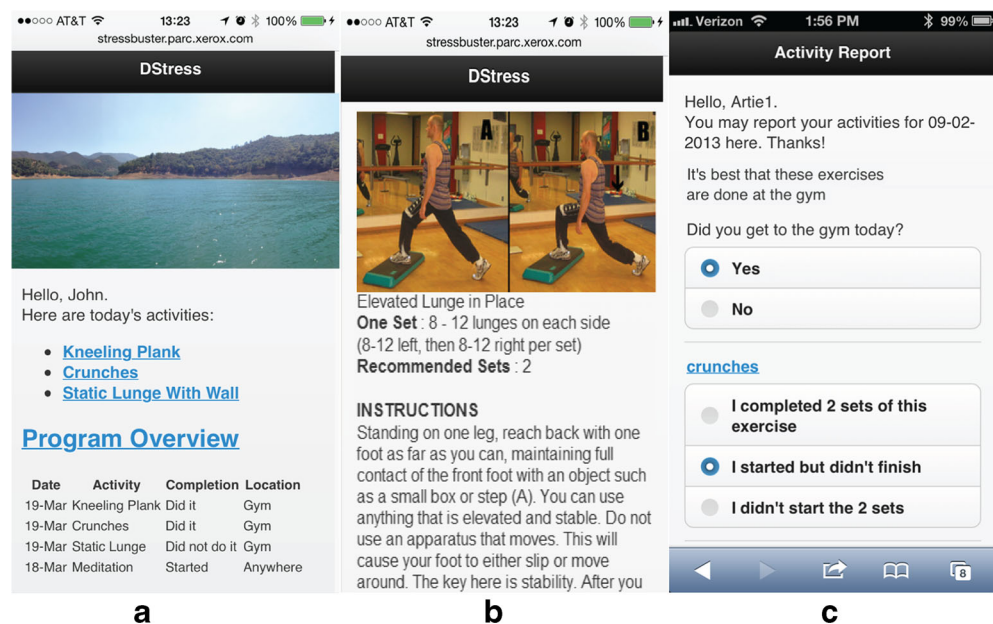 AT&T 13:23 100%
stressbuster.parc.xerox.com
DStress
Hello, John.
Here are today's activities:
• Kneeling Plank
• Crunches
• Static Lunge With Wall
Program Overview
Date Activity Completion Location
19-Mar Kneeling Plank Did it Gym
19-Mar Crunches Did it Gym
19-Mar Static Lunge Did not do it Gym
18-Mar Meditation Started Anywhere
a
AT&T 13:23 100%
stressbuster.parc.xerox.com
DStress
A B
Elevated Lunge in Place
One Set : 8 - 12 lunges on each side
(8-12 left, then 8-12 right per set)
Recommended Sets : 2
INSTRUCTIONS
Standing on one leg, reach back with one
foot as far as you can, maintaining full
contact of the front foot with an object such
as a small box or step (A). You can use
anything that is elevated and stable. Do not
use an apparatus that moves. This will
cause your foot to either slip or move
around. The key here is stability. After you
b
Verizon 1:56 PM 99%
Activity Report
Hello, Artie1.
You may report your activities for 09-02-
2013 here. Thanks!
It's best that these exercises
are done at the gym
Did you get to the gym today?
Yes
No
crunches
I completed 2 sets of this
exercise
I started but didn't finish
I didn't start the 2 sets
8
c